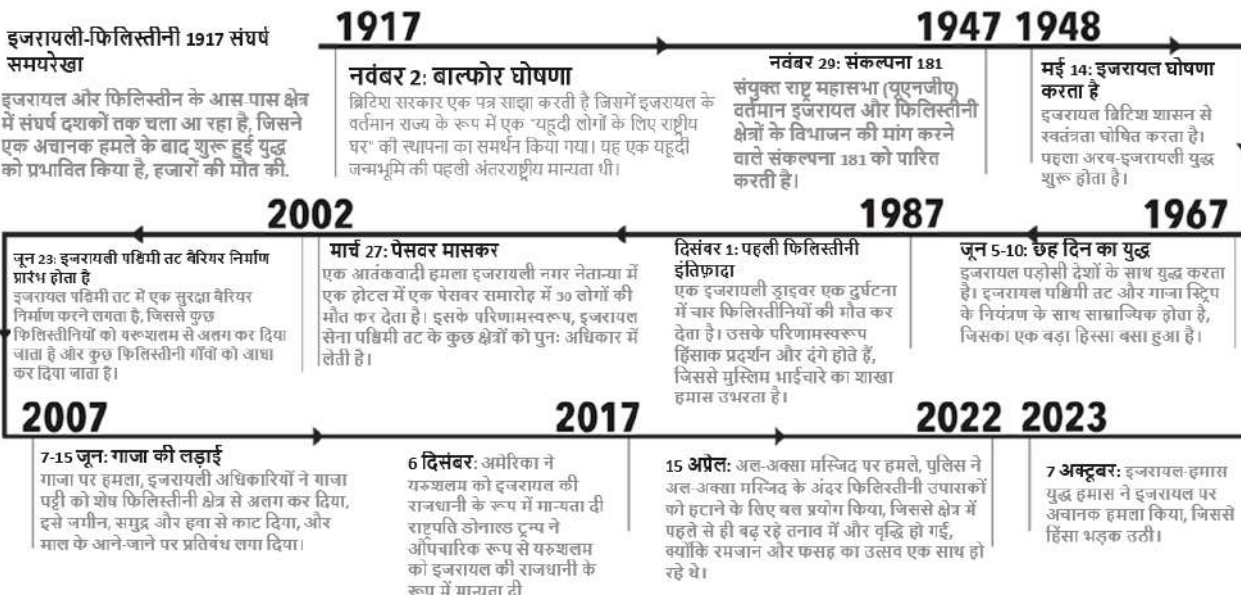 इजरायली-फिलिस्तीनी 1917 संघर्ष
समयरेखा
इजरायल और फिलिस्तीन के आस-पास क्षेत्र
में संघर्ष दशकों तक चला आ रहा है, जिसने
एक अचानक हमले के बाद शुरू हुई युद्ध
को प्रभावित किया है, हजारों की मौत की.
1917
नवंबर 2: बाल्फोर घोषणा
ब्रिटिश सरकार एक पत्र साझा करती है जिसमें इजरायल के
वर्तमान राज्य के रूप में एक "यहूदी लोगों के लिए राष्ट्रीय
घर" की स्थापना का समर्थन किया गया। यह एक यहूदी
जन्मभूमि की पहली अंतरराष्ट्रीय मान्यता थी।
1947
नवंबर 29: संकल्पना 181
संयुक्त राष्ट्र महासभा (यूएनजीए)
वर्तमान इजरायल और फिलिस्तीनी
क्षेत्रों के विभाजन की मांग करने
वाले संकल्पना 181 को पारित
करती है।
1948
मई 14: इजरायल घोषणा
करता है
इजरायल ब्रिटिश शासन से
स्वतंत्रता घोषित करता है।
पहला अरब-इजरायली युद्ध
शुरू होता है।
1967
जून 5-10: छह दिन का युद्ध
इजरायल पड़ोसी देशों के साथ युद्ध करता
है। इजरायल पश्चिमी तट और गाजा स्ट्रिप
के नियंत्रण के साथ साम्राज्यिक होता है,
जिसका एक बड़ा हिस्सा बसा हुआ है।
1987
दिसंबर 1: पहली फिलिस्तीनी
इंतिफ़ादा
एक इजरायली ड्राइवर एक दुर्घटना
में चार फिलिस्तीनियों की मौत कर
देता है। उसके परिणामस्वरूप
हिंसाक प्रदर्शन और दंगे होते हैं,
जिससे मुस्लिम भाईचारे का शाखा
हमास उभरता है।
2002
मार्च 27: पेसवर मासकर
एक आतंकवादी हमला इजरायली नगर नेतान्या में
एक होटल में एक पेसवर समारोह में 30 लोगों की
मौत कर देता है। इसके परिणामस्वरूप, इजरायल
सेना पश्चिमी तट के कुछ क्षेत्रों को पुनः अधिकार में
लेती है।
जून 23: इजरायली पश्चिमी तट बैरियर निर्माण
प्रारंभ होता है
इजरायल पश्चिमी तट में एक सुरक्षा बैरियर
निर्माण करने लगता है, जिससे कुछ
फिलिस्तीनियों को यरूशलम से अलग कर दिया
जाता है और कुछ फिलिस्तीनी गाँवों को आधा
कर दिया जाता है।
2007
7-15 जून: गाजा की लड़ाई
गाजा पर हमला, इजरायली अधिकारियों ने गाजा
पट्टी को शेष फिलिस्तीनी क्षेत्र से अलग कर दिया,
इसे जमीन, समुद्र और हवा से काट दिया, और
माल के आने-जाने पर प्रतिबंध लगा दिया।
2017
6 दिसंबर: अमेरिका ने
यरुशलम को इजरायल की
राजधानी के रूप में मान्यता दी
राष्ट्रपति डोनाल्ड ट्रम्प ने
औपचारिक रूप से यरुशलम
को इजरायल की राजधानी के
रूप में मान्यता दी
2022
15 अप्रेल: अल-अक्सा मस्जिद पर हमले, पुलिस ने
अल-अक्सा मस्जिद के अंदर फिलिस्तीनी उपासकों
को हटाने के लिए बल प्रयोग किया, जिससे क्षेत्र में
पहले से ही बढ़ रहे तनाव में और वृद्धि हो गई,
क्योंकि रमजान और फसह का उत्सव एक साथ हो
रहे थे।
2023
7 अक्टूबर: इजरायल-हमास
युद्ध हमास ने इजरायल पर
अचानक हमला किया, जिससे
हिंसा भड़क उठी।